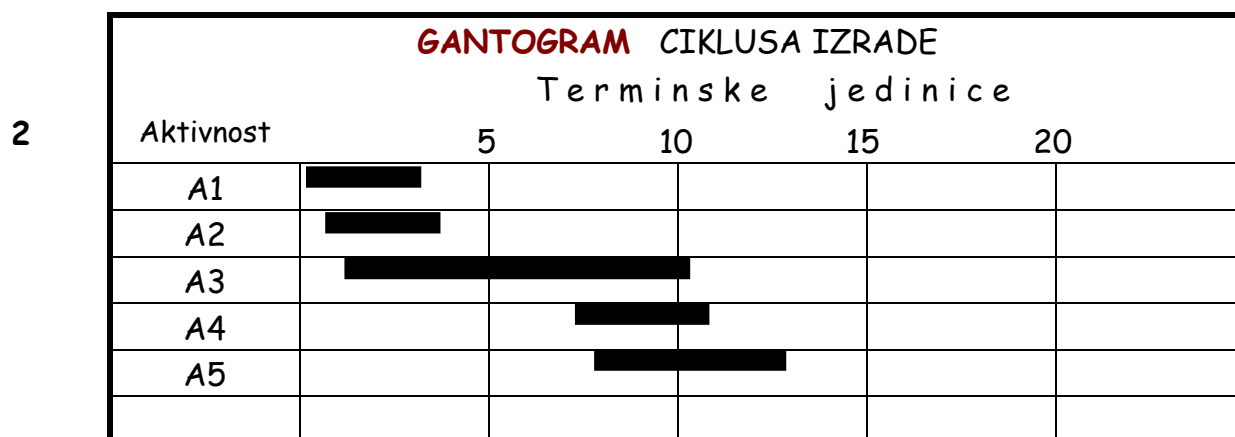 GANTOGRAM CIKLUSA IZRADE
Terminske jedinice
2
Aktivnost 5 10 15 20
A1
A2
A3
A4
A5